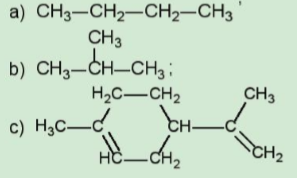 a) CH₃—CH₂—CH₂—CH₃
CH₃
b) CH₃—CH—CH₃ ;
H₂C—CH₂ CH₃
c) H₃C—C CH—C
HC—CH₂ CH₂